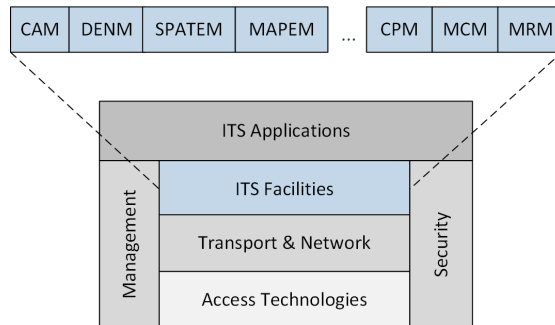 CAM DENM SPATEM MAPEM ... CPM MCM MRM
ITS Applications
Management
ITS Facilities
Transport & Network
Access Technologies
Security